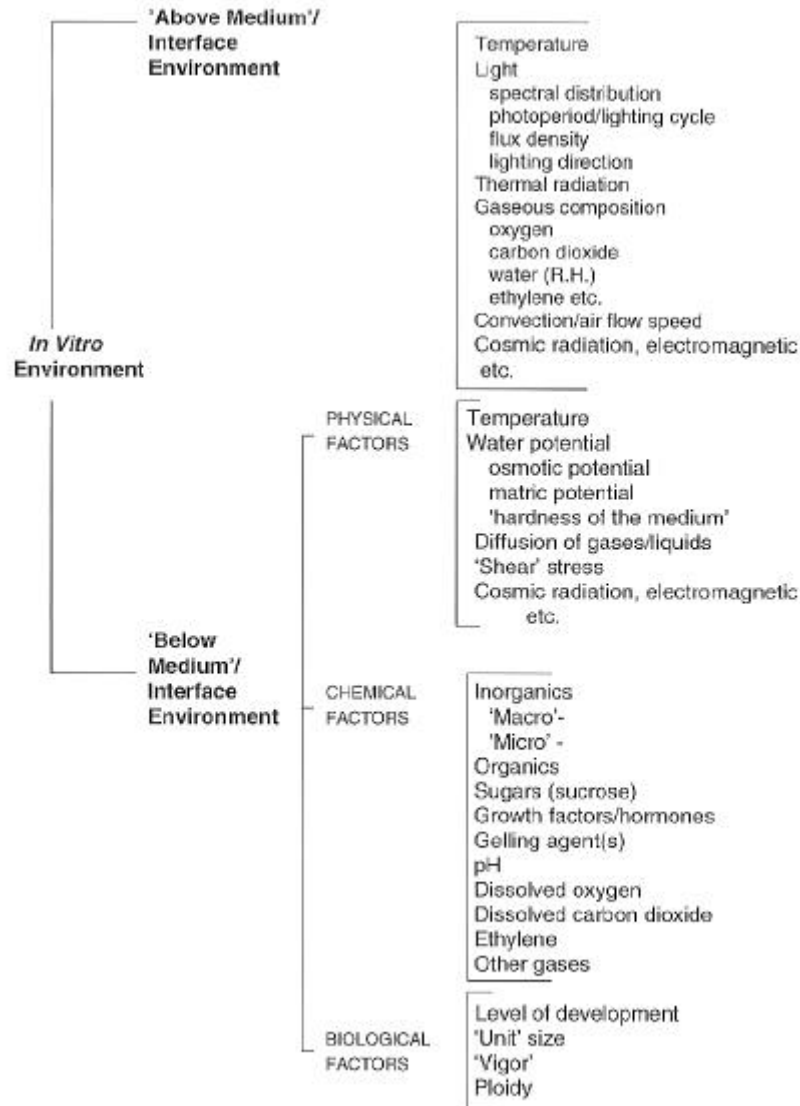 'Above Medium'/
Interface
Environment
Temperature
Light
spectral distribution
photoperiod/lighting cycle
flux density
lighting direction
Thermal radiation
Gaseous composition
oxygen
carbon dioxide
water (R.H.)
ethylene etc.
Convection/air flow speed
Cosmic radiation, electromagnetic
etc.
In Vitro
Environment
'Below
Medium'/
Interface
Environment
PHYSICAL
FACTORS
Temperature
Water potential
osmotic potential
matric potential
'hardness of the medium'
Diffusion of gases/liquids
'Shear' stress
Cosmic radiation, electromagnetic
etc.
CHEMICAL
FACTORS
Inorganics
'Macro'-
'Micro' -
Organics
Sugars (sucrose)
Growth factors/hormones
Gelling agent(s)
pH
Dissolved oxygen
Dissolved carbon dioxide
Ethylene
Other gases
BIOLOGICAL
FACTORS
Level of development
'Unit' size
'Vigor'
Ploidy